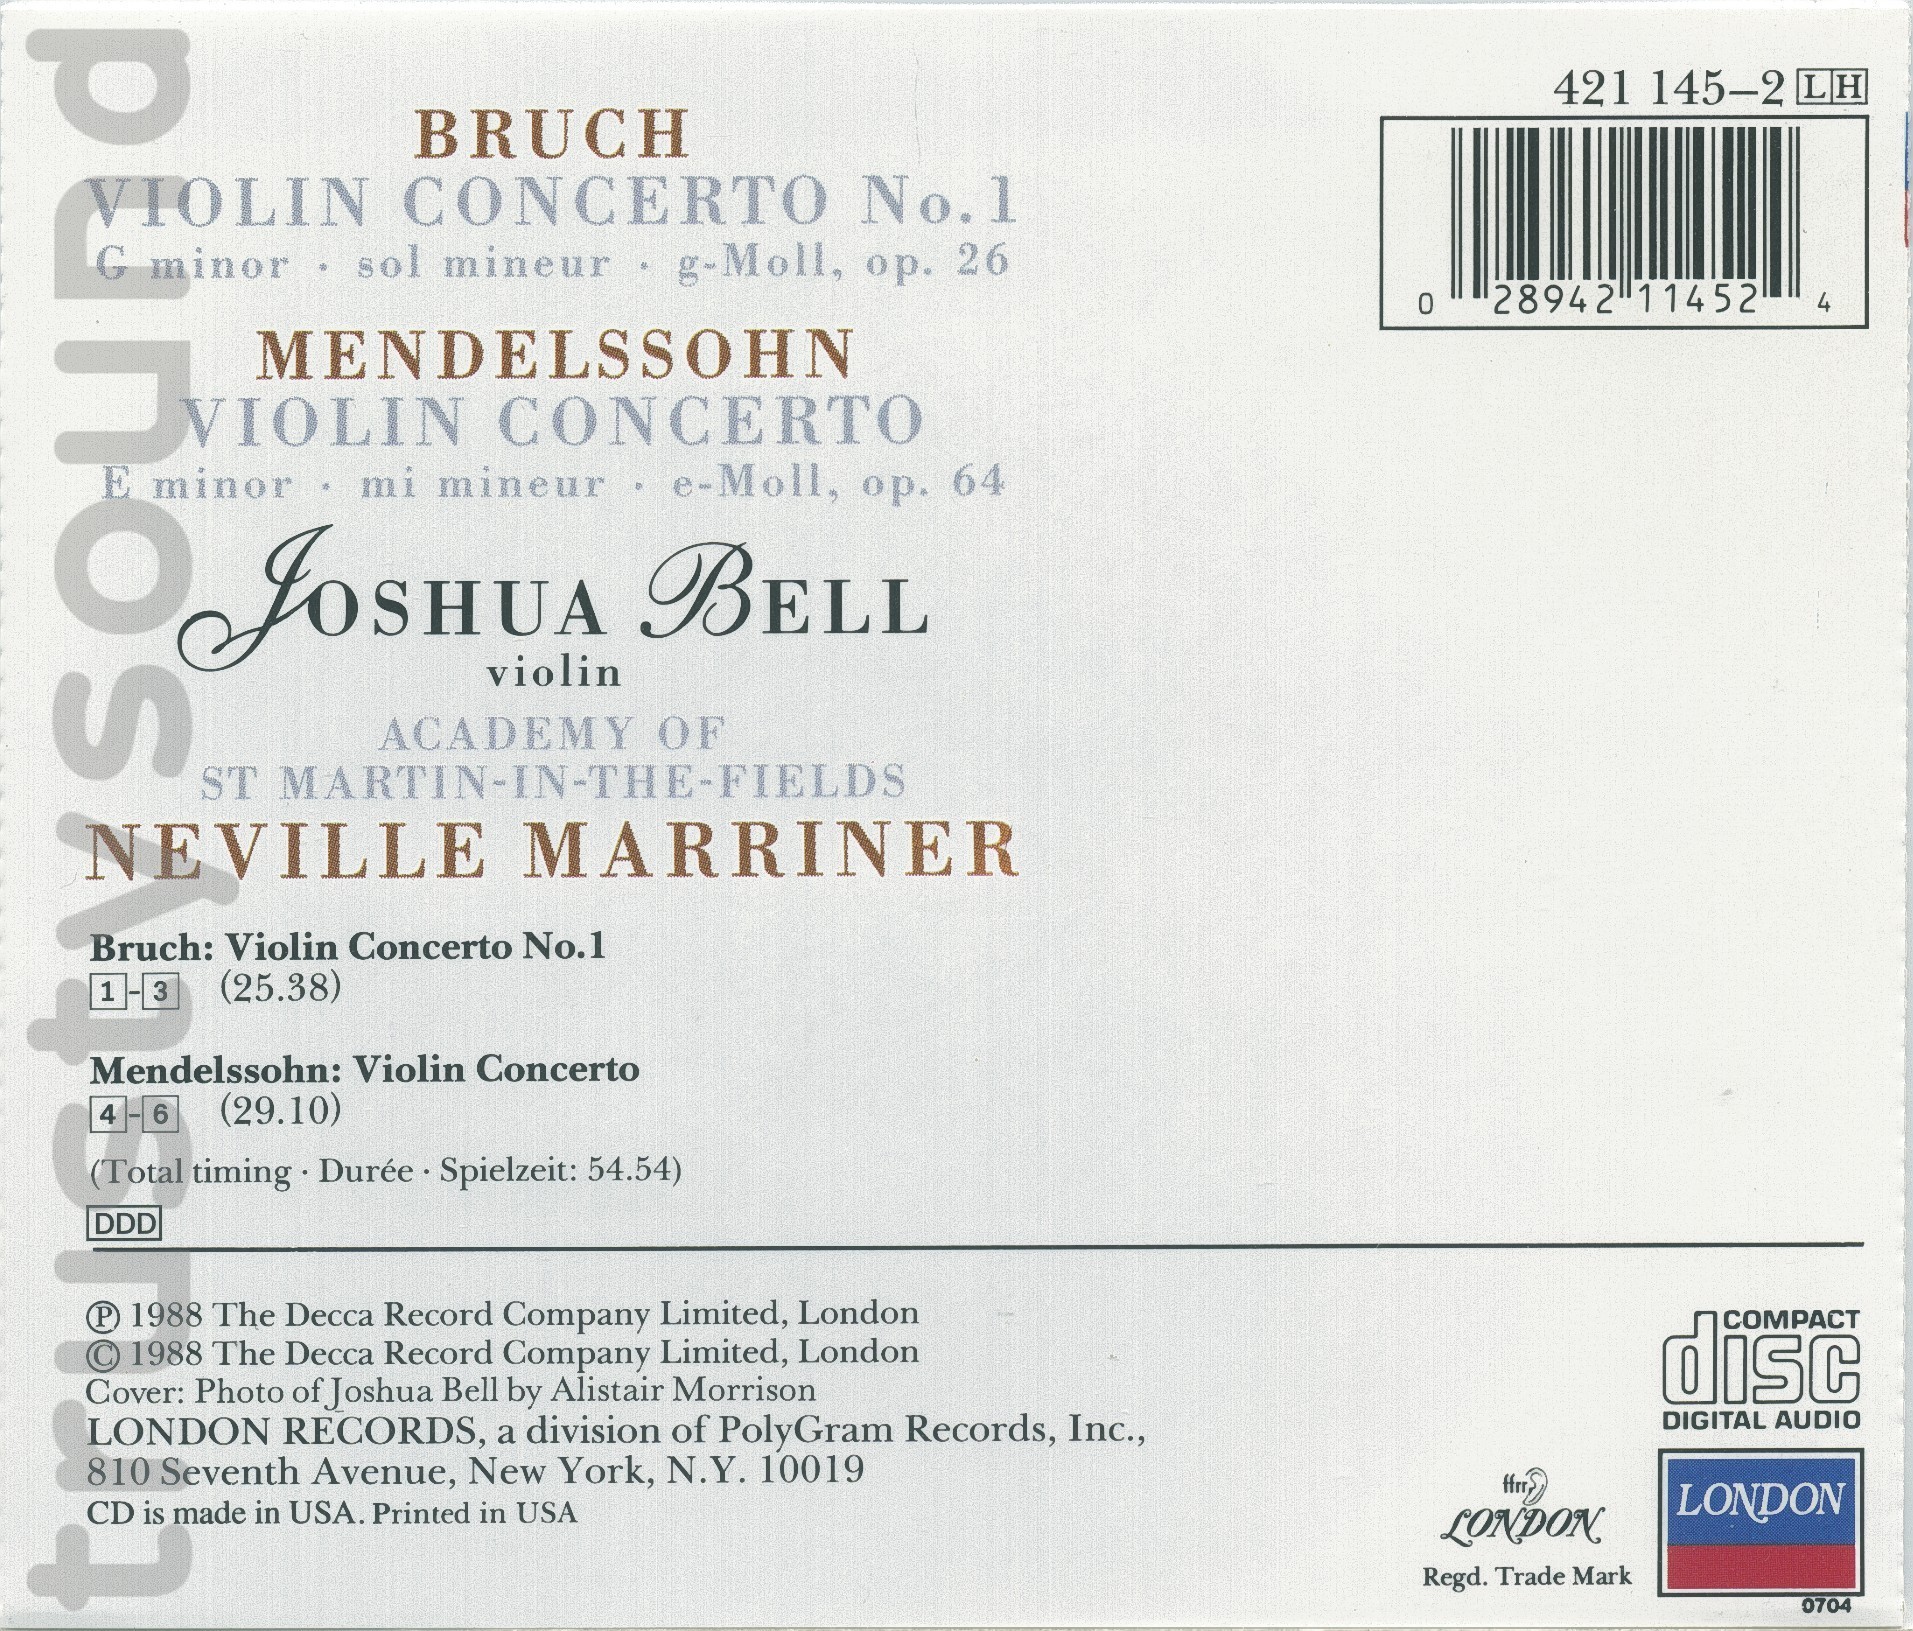 421 145–2 LH
0 28942 11452 4
BRUCH
VIOLIN CONCERTO No.1
G minor · sol mineur · g-Moll, op. 26
MENDELSSOHN
VIOLIN CONCERTO
E minor · mi mineur · e-Moll, op. 64
JOSHUA BELL
violin
ACADEMY OF
ST MARTIN-IN-THE-FIELDS
NEVILLE MARRINER
Bruch: Violin Concerto No.1
1-3 (25.38)
Mendelssohn: Violin Concerto
4-6 (29.10)
(Total timing · Durée · Spielzeit: 54.54)
DDD
℗ 1988 The Decca Record Company Limited, London
© 1988 The Decca Record Company Limited, London
Cover: Photo of Joshua Bell by Alistair Morrison
LONDON RECORDS, a division of PolyGram Records, Inc.,
810 Seventh Avenue, New York, N.Y. 10019
CD is made in USA. Printed in USA
COMPACT
disc
DIGITAL AUDIO
ffrr
LONDON
Regd. Trade Mark
LONDON
0704
trustysound